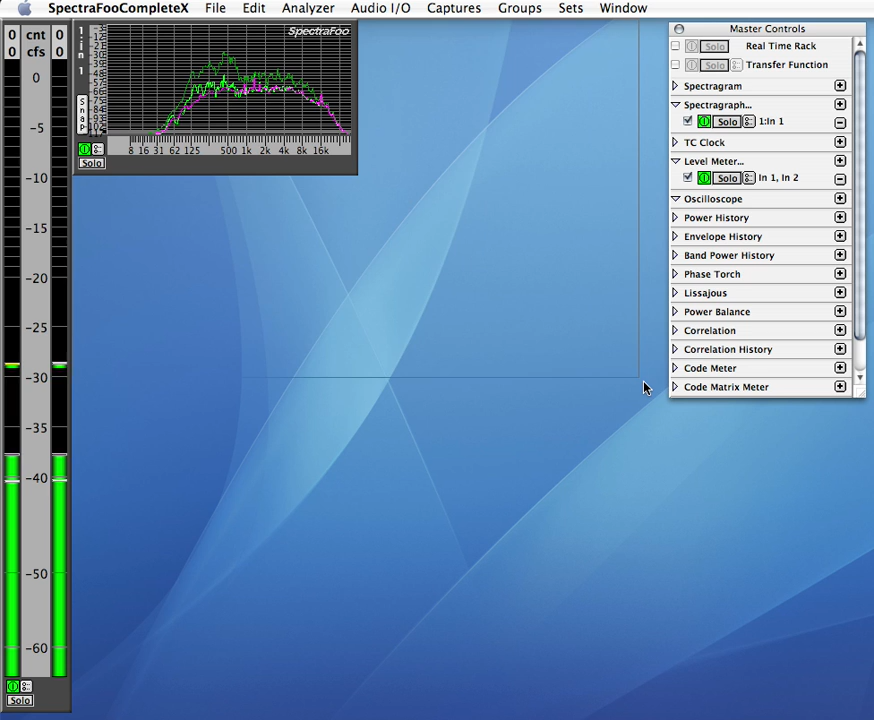 SpectraFooCompleteX File Edit Analyzer Audio I/O Captures Groups Sets Window
0 cnt 0
0 cfs 0
0
-5
-10
-15
-20
-25
-30
-35
-40
-50
-60
Solo
1:in 1
Snap
SpectraFoo
8 16 31 62 125 500 1k 2k 4k 8k 16k
Solo
Master Controls
Solo Real Time Rack
Solo Transfer Function
Spectragram
Spectragraph...
Solo 1:In 1
TC Clock
Level Meter...
Solo In 1, In 2
Oscilloscope
Power History
Envelope History
Band Power History
Phase Torch
Lissajous
Power Balance
Correlation
Correlation History
Code Meter
Code Matrix Meter